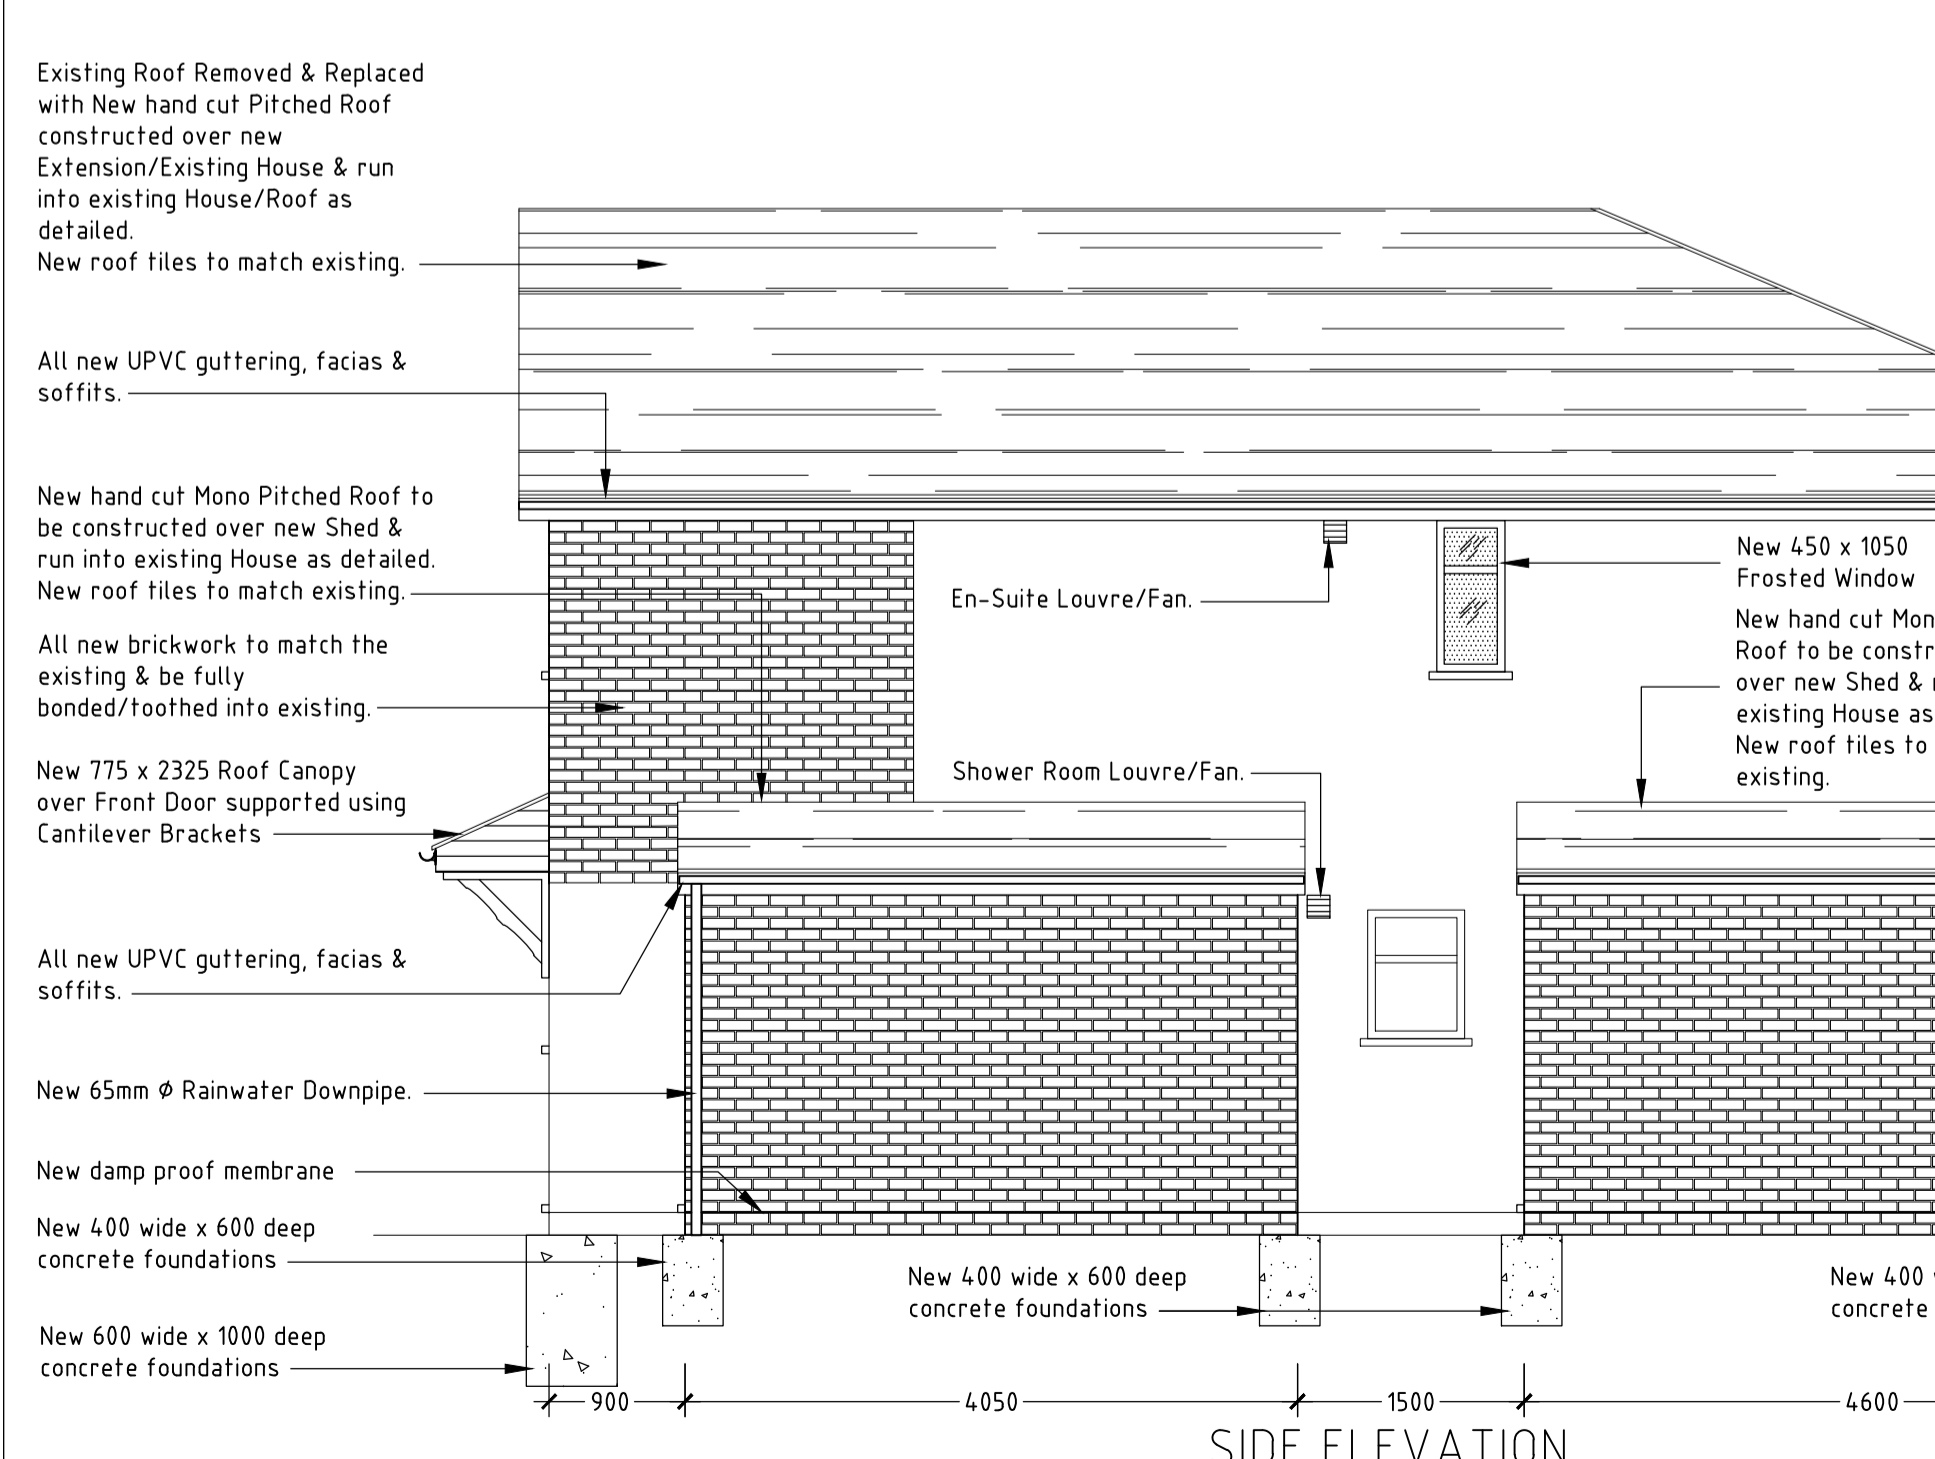 Existing Roof Removed & Replaced
with New hand cut Pitched Roof
constructed over new
Extension/Existing House & run
into existing House/Roof as
detailed.
New roof tiles to match existing.
All new UPVC guttering, facias &
soffits.
New hand cut Mono Pitched Roof to
be constructed over new Shed &
run into existing House as detailed.
New roof tiles to match existing.
All new brickwork to match the
existing & be fully
bonded/toothed into existing.
New 775 x 2325 Roof Canopy
over Front Door supported using
Cantilever Brackets
All new UPVC guttering, facias &
soffits.
New 65mm Ø Rainwater Downpipe.
New damp proof membrane
New 400 wide x 600 deep
concrete foundations
New 600 wide x 1000 deep
concrete foundations
En-Suite Louvre/Fan.
Shower Room Louvre/Fan.
New 450 x 1050
Frosted Window
New hand cut Mon
Roof to be constr
over new Shed &
existing House as
New roof tiles to
existing.
New 400 wide x 600 deep
concrete foundations
New 400
concrete
900
4050
1500
4600
SIDE ELEVATION